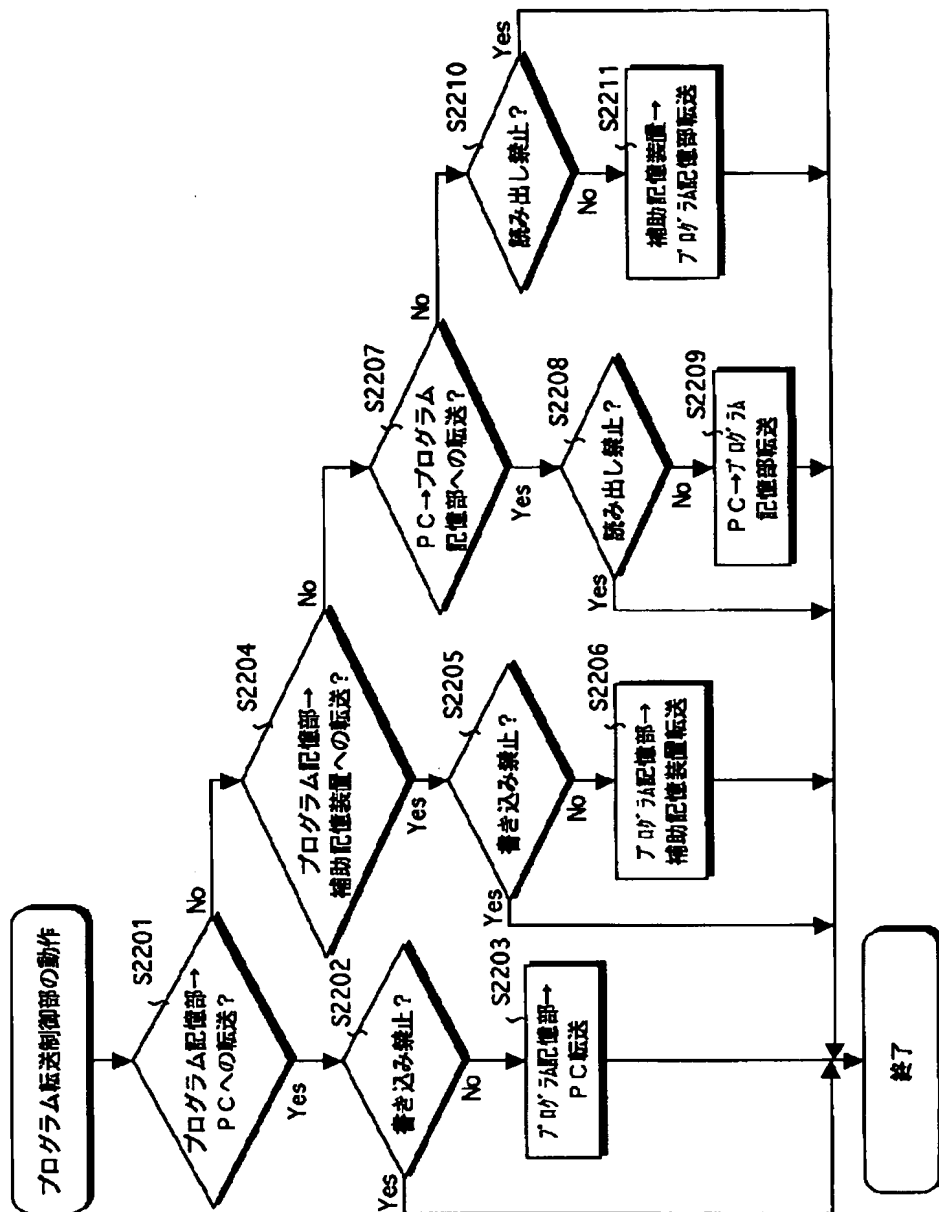 プログラム転送制御部の動作
S2201
プログラム記憶部→
PCへの転送?
No
Yes
S2202
書き込み禁止?
Yes
No
S2203
プログラム記憶部→
PC転送
S2204
プログラム記憶部→
補助記憶装置への転送?
No
Yes
S2205
書き込み禁止?
Yes
No
S2206
プログラム記憶部→
補助記憶装置転送
S2207
PC→プログラム
記憶部への転送?
No
Yes
S2208
読み出し禁止?
Yes
No
S2209
PC→プログラム
記憶部転送
S2210
読み出し禁止?
Yes
No
S2211
補助記憶装置→
プログラム記憶部転送
終了